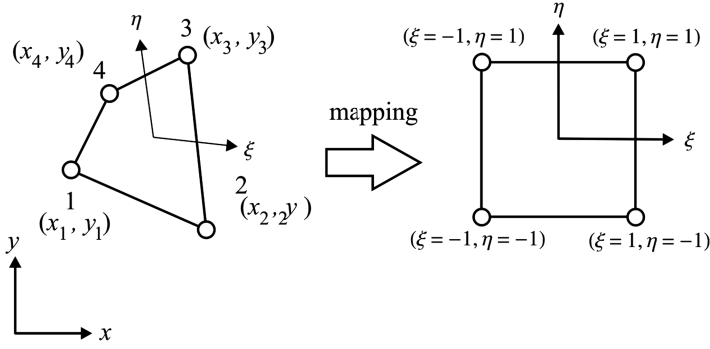 η
3
(x₃, y₃)
(x₄, y₄)
4
ξ
1
(x₁, y₁)
2
(x₂,₂y )
y
x
mapping
η
(ξ = −1, η = 1)
(ξ = 1, η = 1)
ξ
(ξ = −1, η = −1)
(ξ = 1, η = −1)